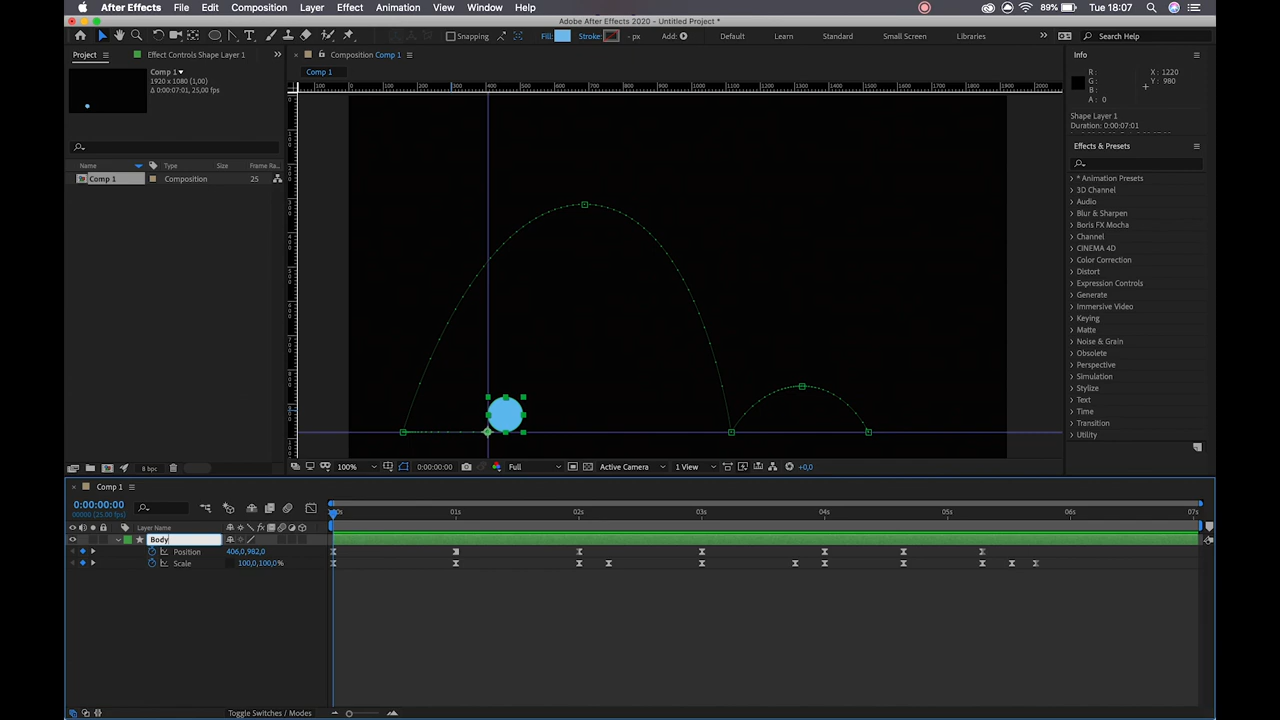 After Effects File Edit Composition Layer Effect Animation View Window Help 89% Tue 18:07
Adobe After Effects 2020 - Untitled Project *
Snapping Fill: Stroke: - px Add: Default Learn Standard Small Screen Libraries Search Help
Project Effect Controls Shape Layer 1 Composition Comp 1 Info
Comp 1
1920 x 1080 (1,00)
Δ 0:00:07:01, 25,00 fps
Comp 1
R: X: 1220
G: Y: 980
B:
A: 0
Shape Layer 1
Duration: 0:00:07:01
Effects & Presets
Name Type Size Frame Ra...
Comp 1 Composition 25
* Animation Presets
3D Channel
Audio
Blur & Sharpen
Boris FX Mocha
Channel
CINEMA 4D
Color Correction
Distort
Expression Controls
Generate
Immersive Video
Keying
Matte
Noise & Grain
Obsolete
Perspective
Simulation
Stylize
Text
Time
Transition
Utility
8 bpc 100% 0:00:00:00 Full Active Camera 1 View +0,0
Comp 1
0:00:00:00
00000 (25.00 fps)
01s 02s 03s 04s 05s 06s 07s
Layer Name
Body
Position 406,0,982,0
Scale 100,0,100,0%
Toggle Switches / Modes